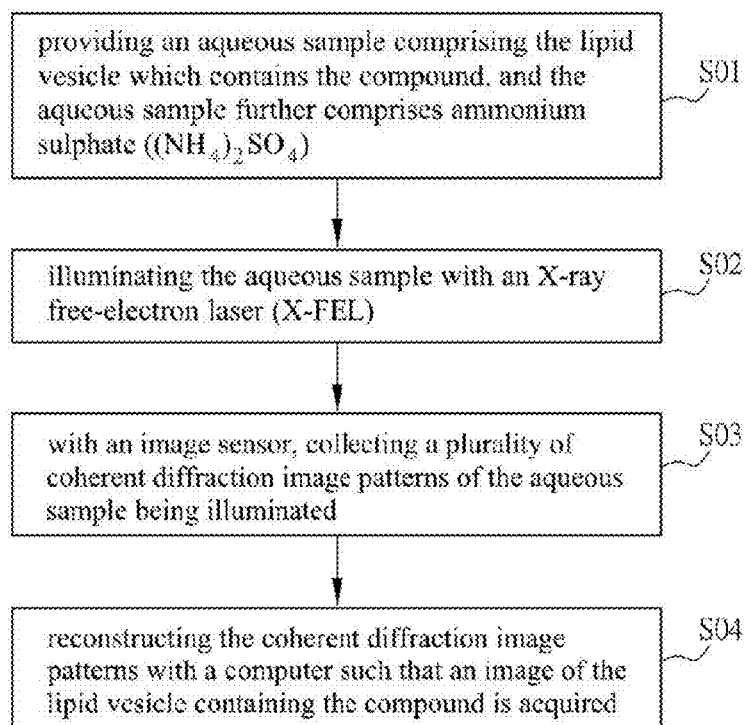 providing an aqueous sample comprising the lipid
vesicle which contains the compound, and the
aqueous sample further comprises ammonium
sulphate ((NH₄)₂SO₄)
S01
illuminating the aqueous sample with an X-ray
free-electron laser (X-FEL)
S02
with an image sensor, collecting a plurality of
coherent diffraction image patterns of the aqueous
sample being illuminated
S03
reconstructing the coherent diffraction image
patterns with a computer such that an image of the
lipid vesicle containing the compound is acquired
S04